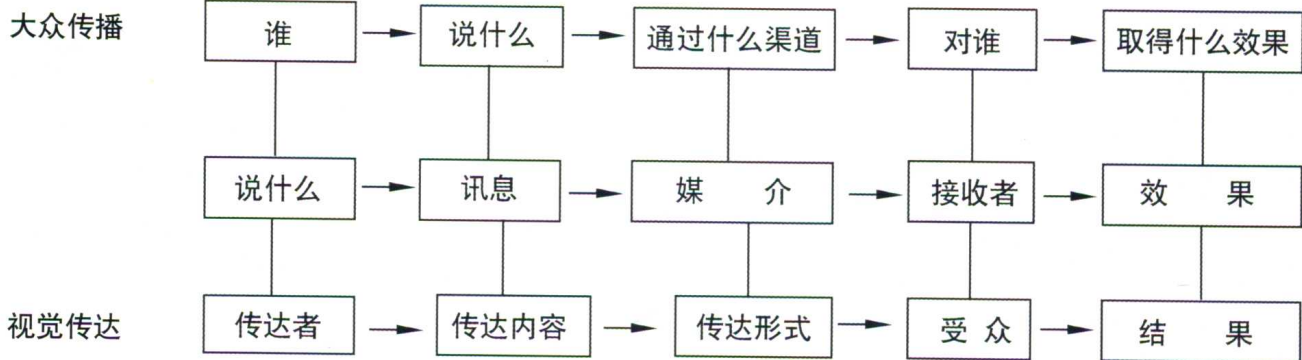 大众传播 谁 说什么 通过什么渠道 对谁 取得什么效果
说什么 讯息 媒 介 接收者 效 果
视觉传达 传达者 传达内容 传达形式 受 众 结 果